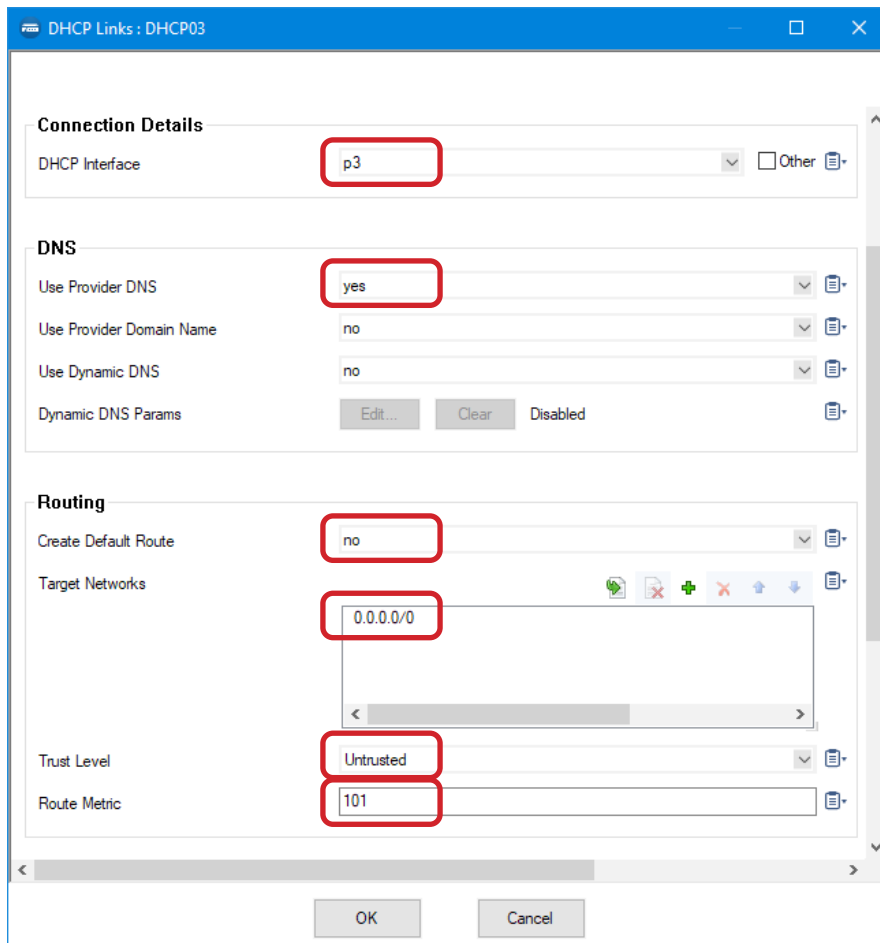 DHCP Links : DHCP03
Connection Details
DHCP Interface p3 Other
DNS
Use Provider DNS yes
Use Provider Domain Name no
Use Dynamic DNS no
Dynamic DNS Params Edit... Clear Disabled
Routing
Create Default Route no
Target Networks
0.0.0.0/0
Trust Level Untrusted
Route Metric 101
OK Cancel